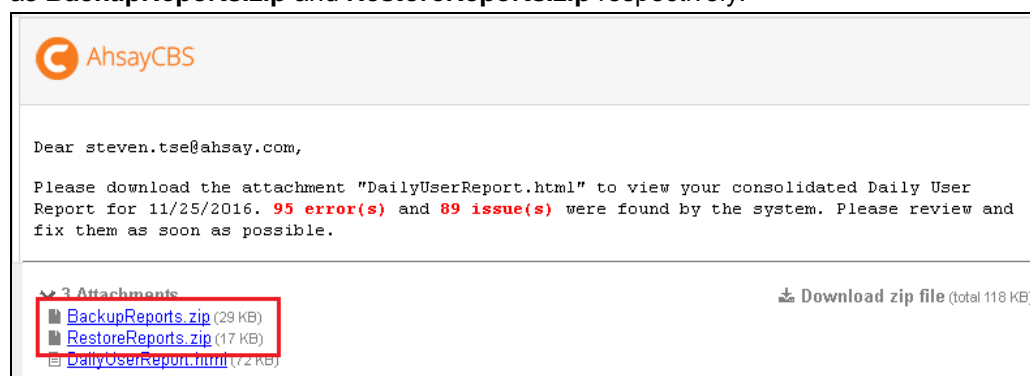 as BackupReports.zip and RestoreReports.zip respectively.
AhsayCBS
Dear steven.tse@ahsay.com,
Please download the attachment "DailyUserReport.html" to view your consolidated Daily User
Report for 11/25/2016. 95 error(s) and 89 issue(s) were found by the system. Please review and
fix them as soon as possible.
3 Attachments
Download zip file (total 118 KB)
BackupReports.zip (29 KB)
RestoreReports.zip (17 KB)
DailyUserReport.html (72 KB)